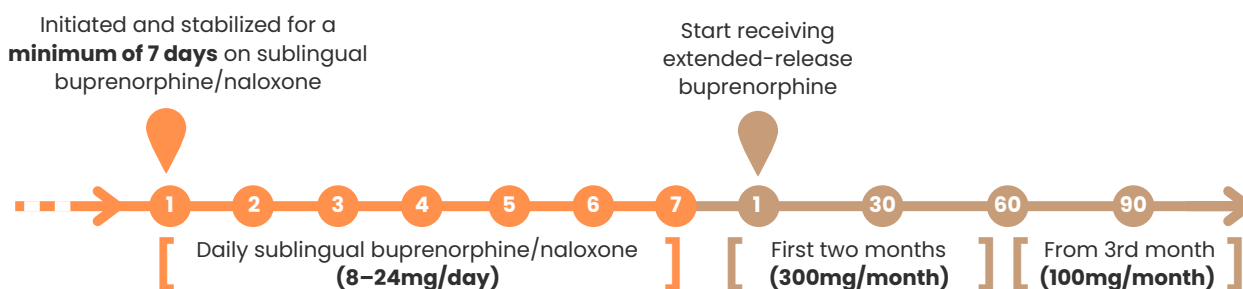 Initiated and stabilized for a
minimum of 7 days on sublingual
buprenorphine/naloxone
Start receiving
extended-release
buprenorphine
1 2 3 4 5 6 7 1 30 60 90
[ Daily sublingual buprenorphine/naloxone ]
(8–24mg/day)
[ First two months ]
(300mg/month)
[ From 3rd month ]
(100mg/month)